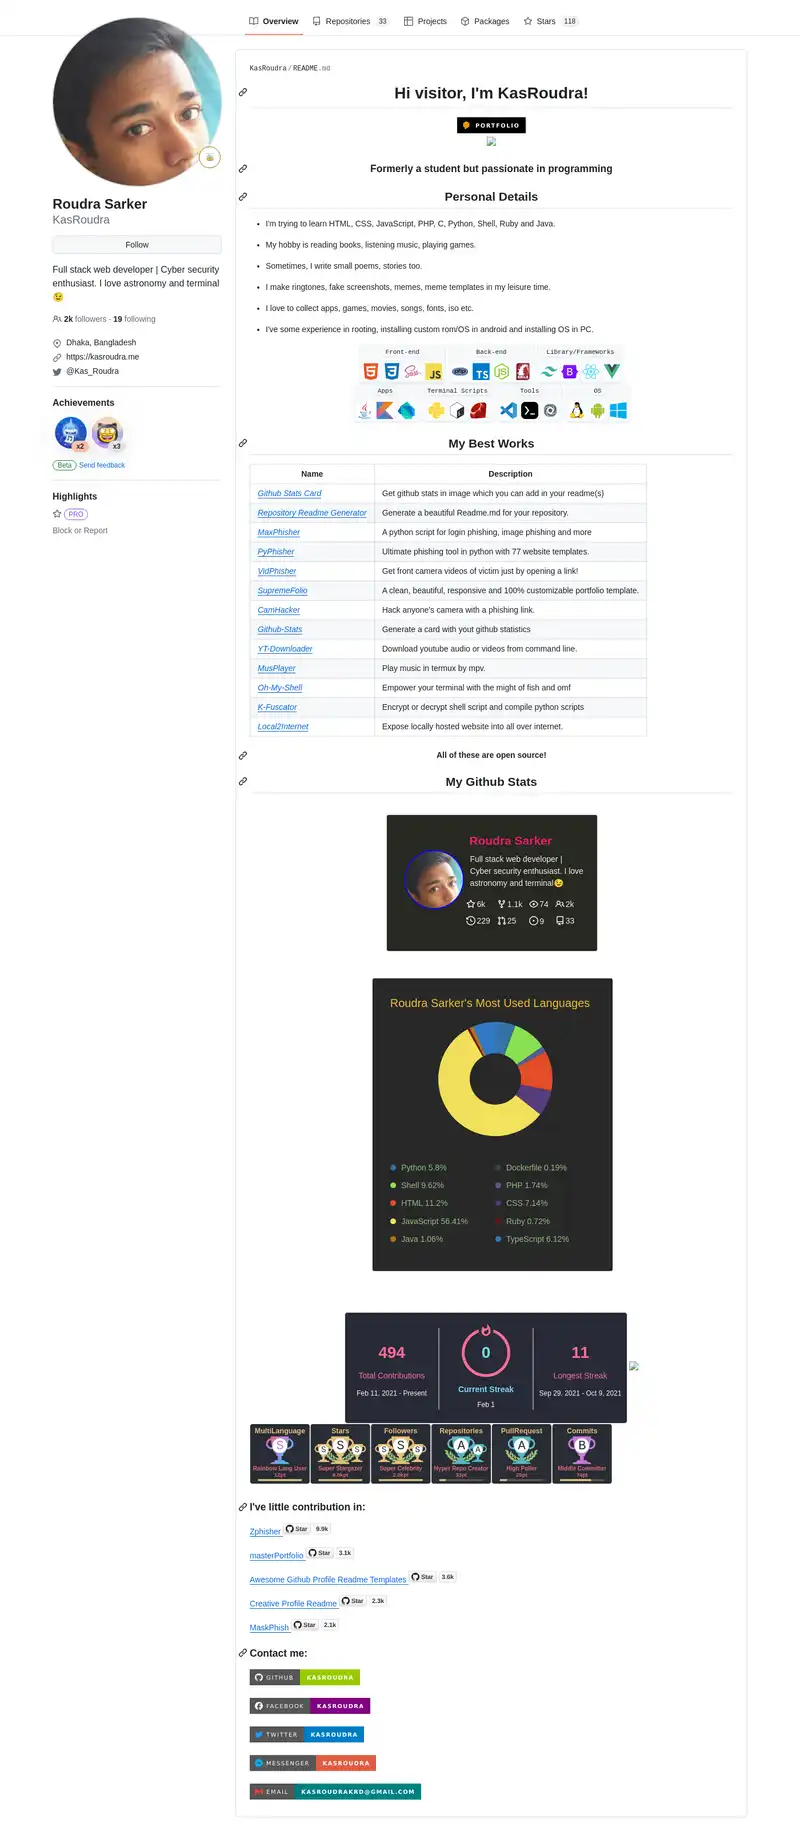 Overview
Repositories 33
Projects
Packages
Stars 118
Roudra Sarker
KasRoudra
Follow
Full stack web developer | Cyber security
enthusiast. I love astronomy and terminal
😉
2k followers · 19 following
Dhaka, Bangladesh
https://kasroudra.me
@Kas_Roudra
Achievements
x2
x3
Beta Send feedback
Highlights
PRO
Block or Report
KasRoudra / README.md
Hi visitor, I'm KasRoudra!
PORTFOLIO
Formerly a student but passionate in programming
Personal Details
• I'm trying to learn HTML, CSS, JavaScript, PHP, C, Python, Shell, Ruby and Java.
• My hobby is reading books, listening music, playing games.
• Sometimes, I write small poems, stories too.
• I make ringtones, fake screenshots, memes, meme templates in my leisure time.
• I love to collect apps, games, movies, songs, fonts, iso etc.
• I've some experience in rooting, installing custom rom/OS in android and installing OS in PC.
Front-end Back-end Library/Frameworks
JS php TS B
Apps Terminal Scripts Tools OS
My Best Works
Name Description
Github Stats Card Get github stats in image which you can add in your readme(s)
Repository Readme Generator Generate a beautiful Readme.md for your repository.
MaxPhisher A python script for login phishing, image phishing and more
PyPhisher Ultimate phishing tool in python with 77 website templates.
VidPhisher Get front camera videos of victim just by opening a link!
SupremeFolio A clean, beautiful, responsive and 100% customizable portfolio template.
CamHacker Hack anyone's camera with a phishing link.
Github-Stats Generate a card with yout github statistics
YT-Downloader Download youtube audio or videos from command line.
MusPlayer Play music in termux by mpv.
Oh-My-Shell Empower your terminal with the might of fish and omf
K-Fuscator Encrypt or decrypt shell script and compile python scripts
Local2Internet Expose locally hosted website into all over internet.
All of these are open source!
My Github Stats
Roudra Sarker
Full stack web developer |
Cyber security enthusiast. I love
astronomy and terminal😉
6k 1.1k 74 2k
229 25 9 33
Roudra Sarker's Most Used Languages
Python 5.8% Dockerfile 0.19%
Shell 9.62% PHP 1.74%
HTML 11.2% CSS 7.14%
JavaScript 56.41% Ruby 0.72%
Java 1.06% TypeScript 6.12%
494 0 11
Total Contributions Current Streak Longest Streak
Feb 11, 2021 - Present Feb 1 Sep 29, 2021 - Oct 9, 2021
MultiLanguage Stars Followers Repositories PullRequest Commits
S S S S S S S A A B
Rainbow Lang User Super Stargazer Super Celebrity Hyper Repo Creator High Puller Middle Committer
I've little contribution in:
Zphisher Star 9.9k
masterPortfolio Star 3.1k
Awesome Github Profile Readme Templates Star 3.6k
Creative Profile Readme Star 2.3k
MaskPhish Star 2.1k
Contact me:
GITHUB KASROUDRA
FACEBOOK KASROUDRA
TWITTER KASROUDRA
MESSENGER KASROUDRA
EMAIL KASROUDRAKRD@GMAIL.COM